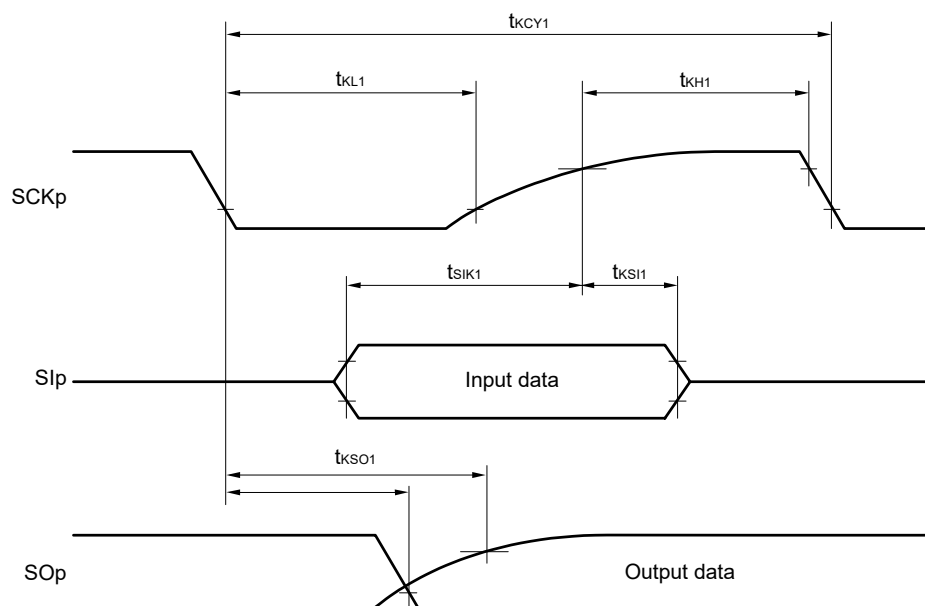 tKCY1
tKL1
tKH1
SCKp
tSIK1
tKSI1
SIp
Input data
tKSO1
SOp
Output data